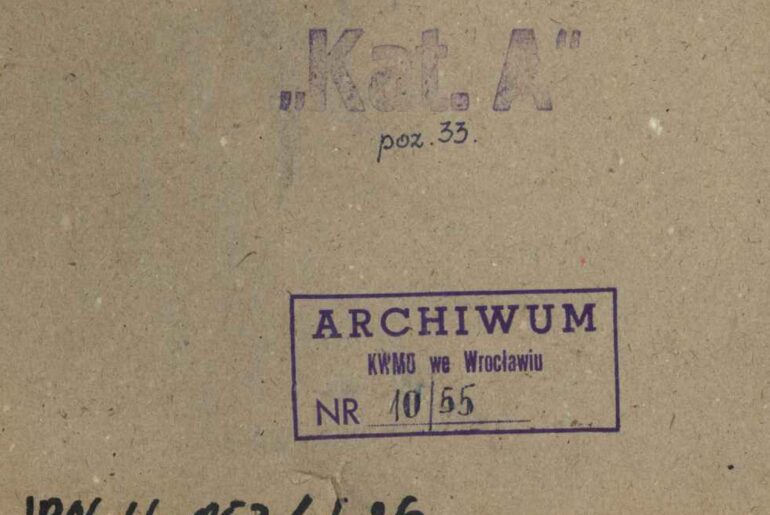 „Kat. A"
poz. 33.
ARCHIWUM
KWMO we Wrocławiu
NR 10/55